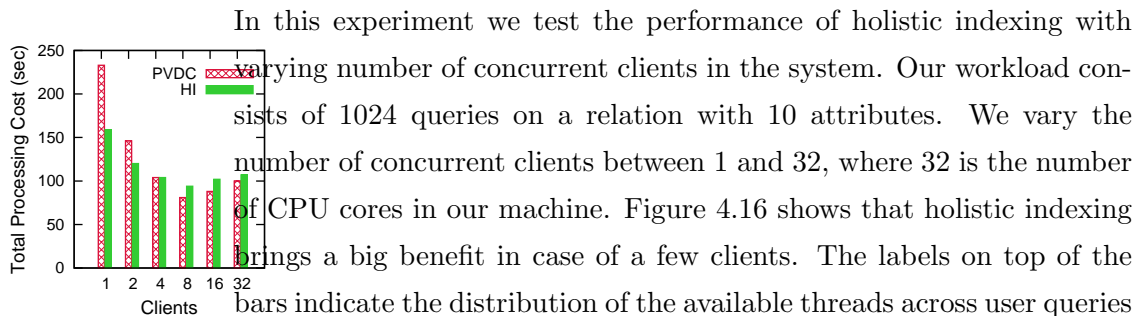 In this experiment we test the performance of holistic indexing with
varying number of concurrent clients in the system. Our workload con-
sists of 1024 queries on a relation with 10 attributes. We vary the
number of concurrent clients between 1 and 32, where 32 is the number
of CPU cores in our machine. Figure 4.16 shows that holistic indexing
brings a big benefit in case of a few clients. The labels on top of the
bars indicate the distribution of the available threads across user queries
Total Processing Cost (sec)
250
200
150
100
50
0
PVDC
HI
1 2 4 8 16 32
Clients